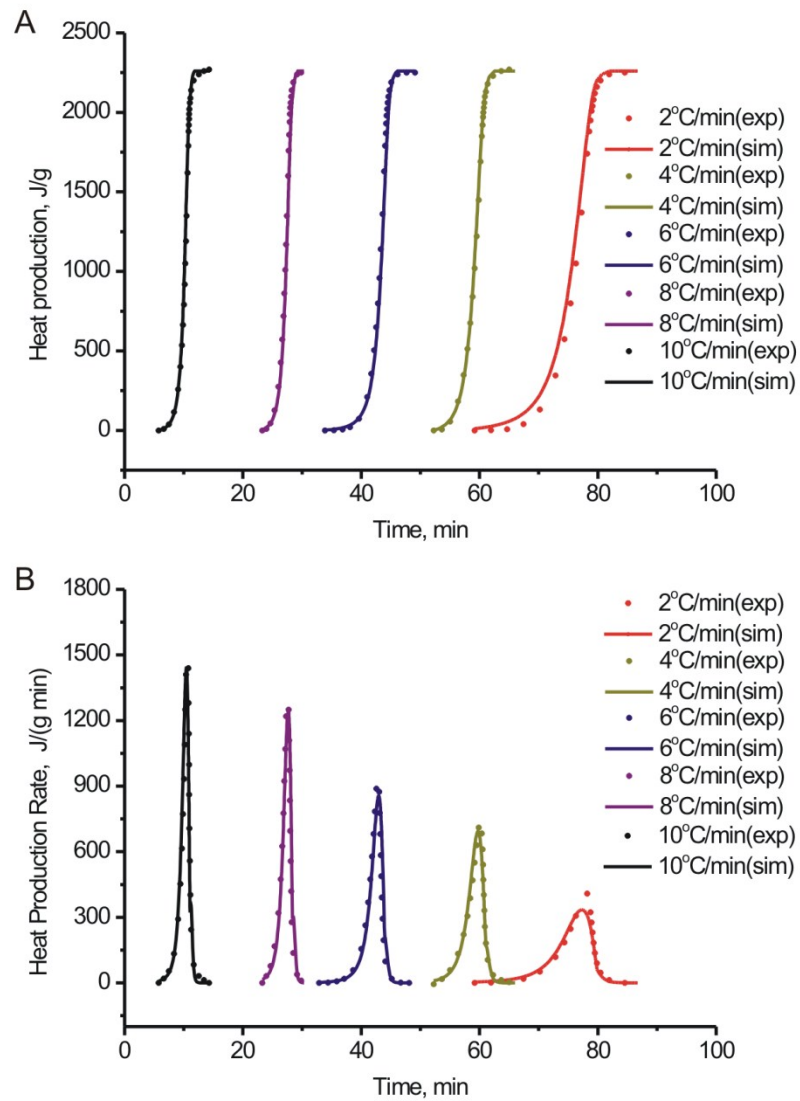 A
2500
2000
1500
1000
500
0
Heat production, J/g
0 20 40 60 80 100
Time, min
2°C/min(exp)
2°C/min(sim)
4°C/min(exp)
4°C/min(sim)
6°C/min(exp)
6°C/min(sim)
8°C/min(exp)
8°C/min(sim)
10°C/min(exp)
10°C/min(sim)
B
1800
1500
1200
900
600
300
0
Heat Production Rate, J/(g min)
0 20 40 60 80 100
Time, min
2°C/min(exp)
2°C/min(sim)
4°C/min(exp)
4°C/min(sim)
6°C/min(exp)
6°C/min(sim)
8°C/min(exp)
8°C/min(sim)
10°C/min(exp)
10°C/min(sim)